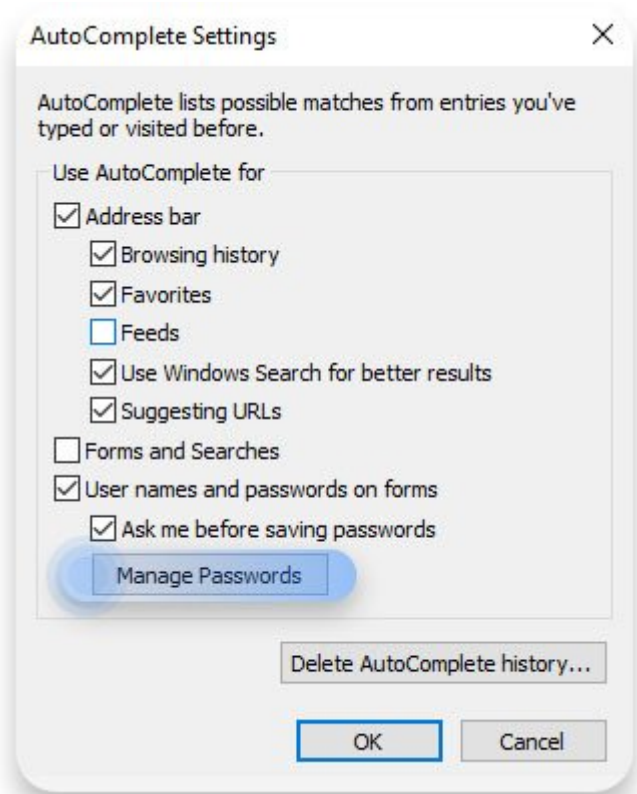 AutoComplete Settings
AutoComplete lists possible matches from entries you've
typed or visited before.
Use AutoComplete for
Address bar
Browsing history
Favorites
Feeds
Use Windows Search for better results
Suggesting URLs
Forms and Searches
User names and passwords on forms
Ask me before saving passwords
Manage Passwords
Delete AutoComplete history...
OK Cancel